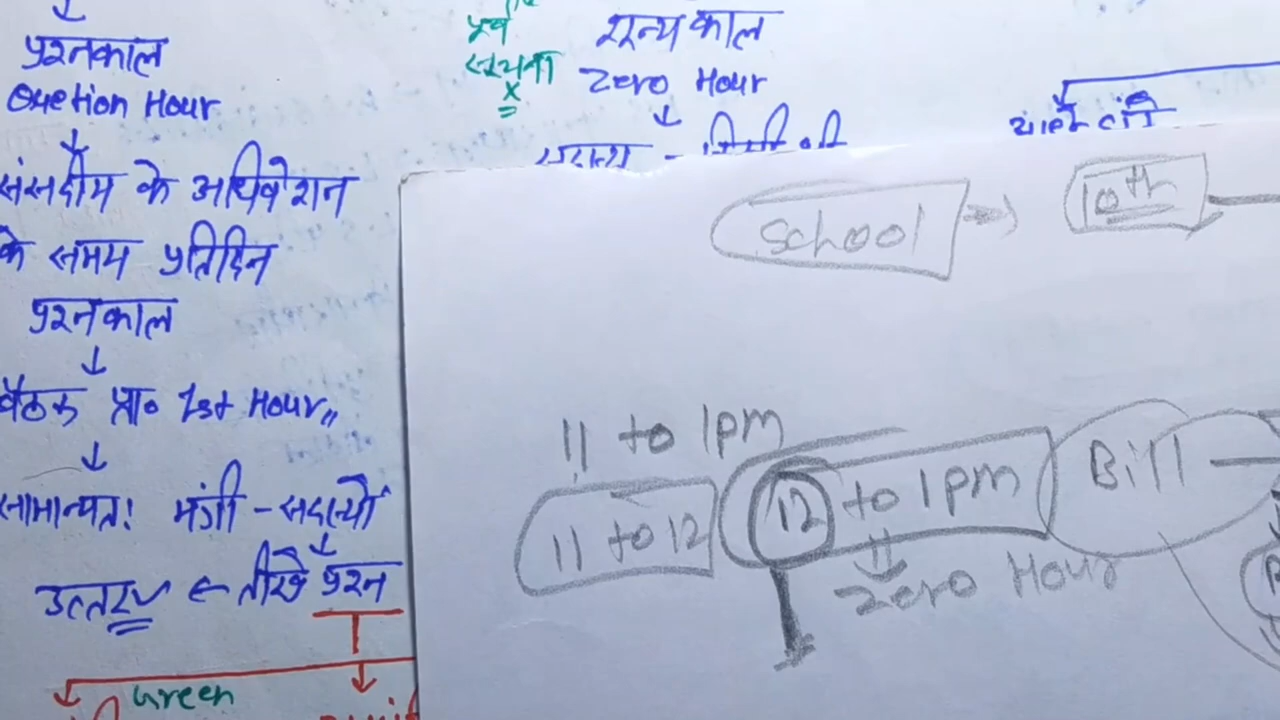 प्रश्नकाल
Quetion Hour
संसदीम के अधिवेशन
के समय प्रतिदिन
प्रश्नकाल
बैठक प्रा० 1st Hour,,
सामान्यत! मंत्री - सदस्यों
उत्तर ← तीखे प्रश्न
Green
पूर्व
सूचना
x
शून्यकाल
Zero Hour
School → 10th
11 to 1pm
11 to 12 12 to 1pm Bill
Zero Hour